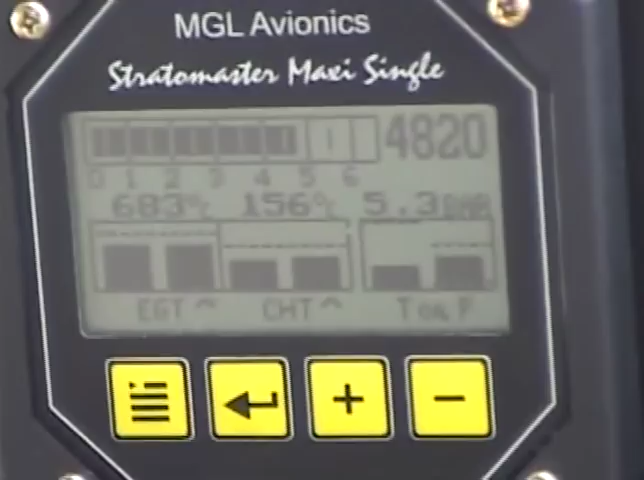 MGL Avionics
Stratomaster Maxi Single
4820
0 1 2 3 4 5 6
683°C 156°C 5.3BAR
EGT ^ CHT ^ T OIL P
+ −